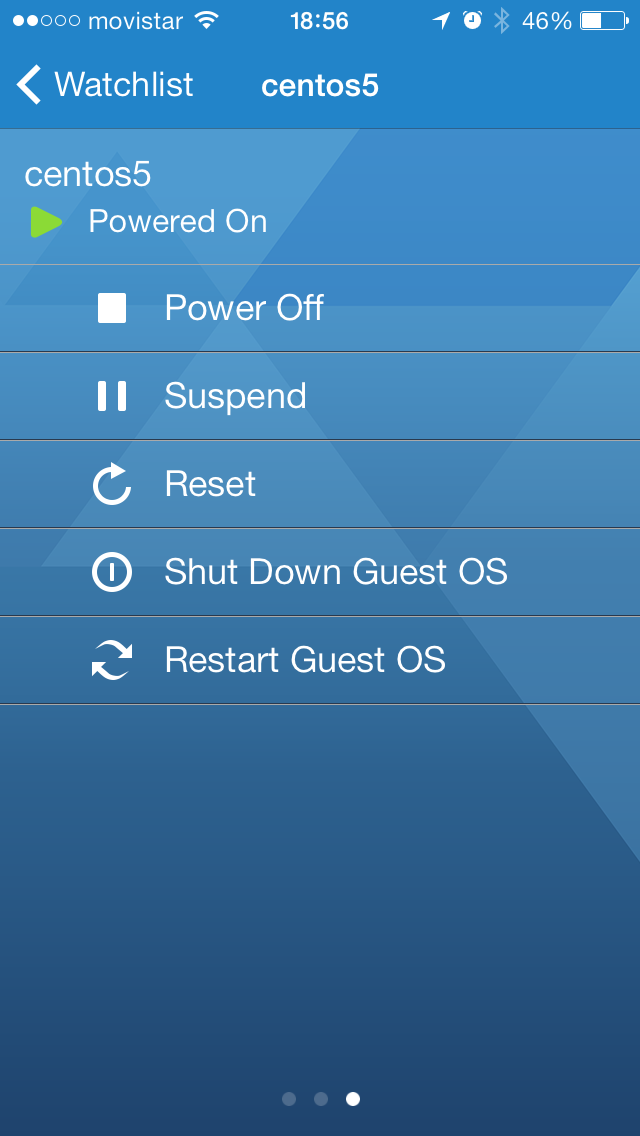 movistar 18:56 46%
Watchlist centos5
centos5
Powered On
Power Off
Suspend
Reset
Shut Down Guest OS
Restart Guest OS